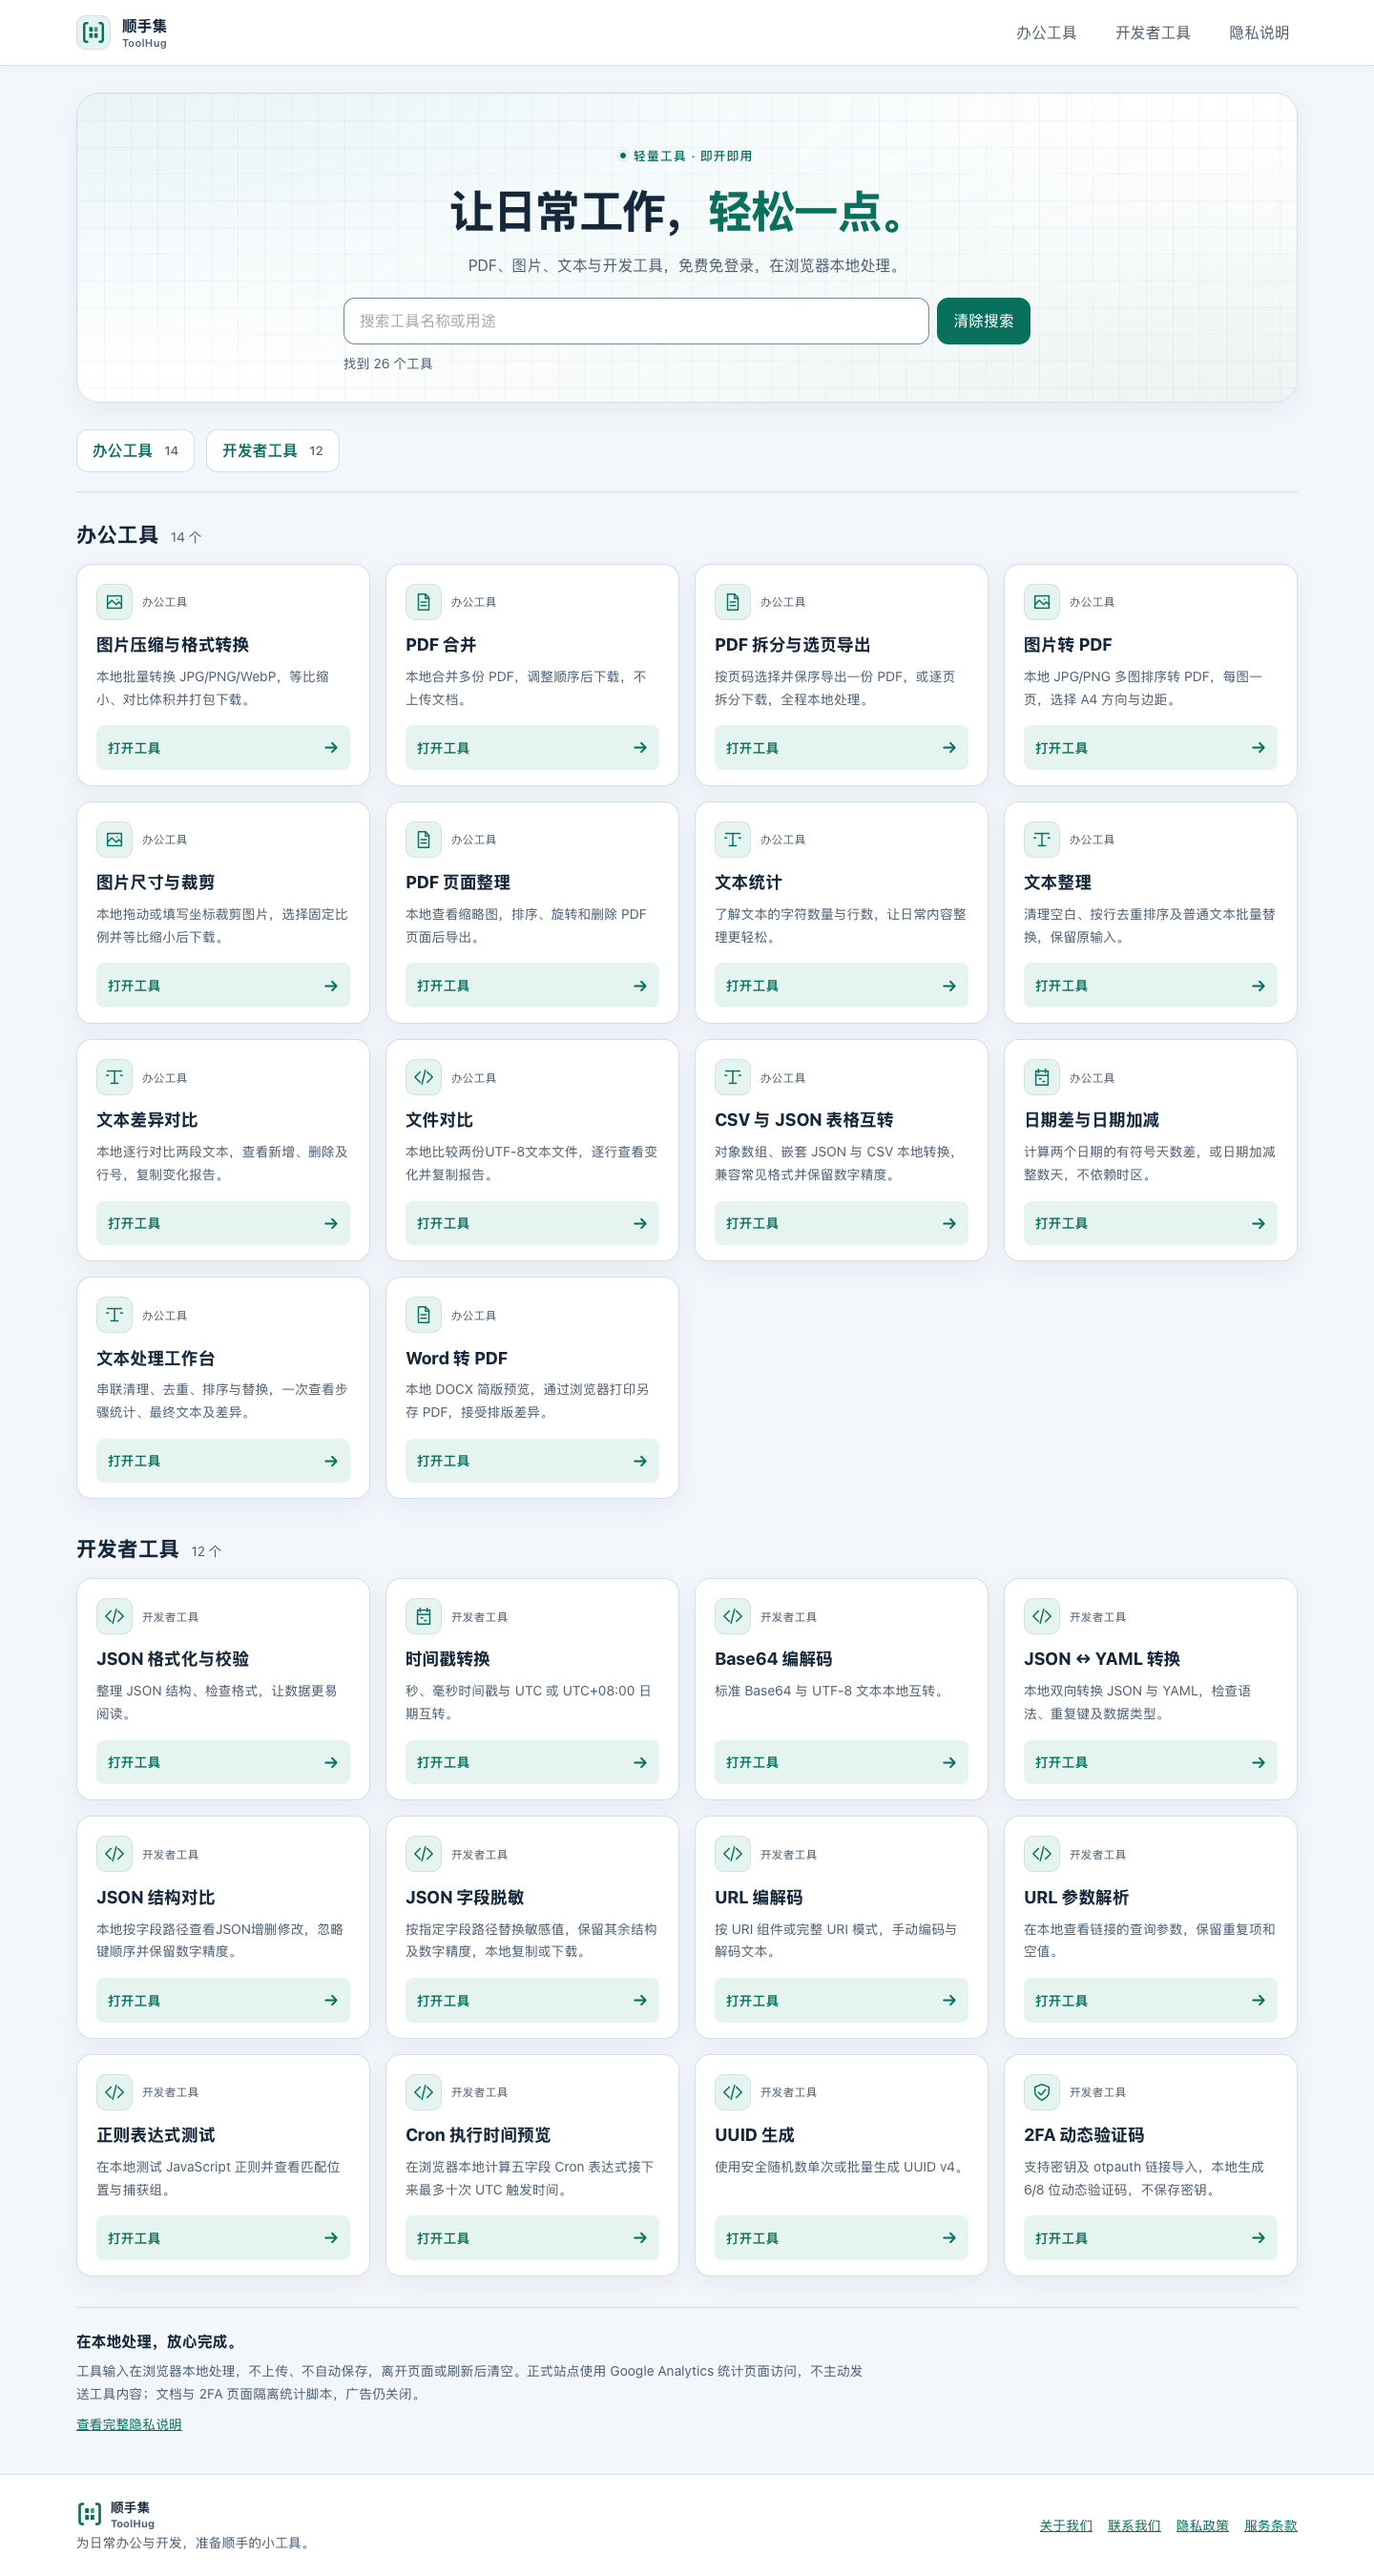 顺手集
ToolHug
办公工具
开发者工具
隐私说明
轻量工具 · 即开即用
让日常工作，轻松一点。
PDF、图片、文本与开发工具，免费免登录，在浏览器本地处理。
搜索工具名称或用途
清除搜索
找到 26 个工具
办公工具 14
开发者工具 12
办公工具 14 个
办公工具
图片压缩与格式转换
本地批量转换 JPG/PNG/WebP，等比缩
小、对比体积并打包下载。
打开工具
办公工具
PDF 合并
本地合并多份 PDF，调整顺序后下载，不
上传文档。
打开工具
办公工具
PDF 拆分与选页导出
按页码选择并保序导出一份 PDF，或逐页
拆分下载，全程本地处理。
打开工具
办公工具
图片转 PDF
本地 JPG/PNG 多图排序转 PDF，每图一
页，选择 A4 方向与边距。
打开工具
办公工具
图片尺寸与裁剪
本地拖动或填写坐标裁剪图片，选择固定比
例并等比缩小后下载。
打开工具
办公工具
PDF 页面整理
本地查看缩略图，排序、旋转和删除 PDF
页面后导出。
打开工具
办公工具
文本统计
了解文本的字符数量与行数，让日常内容整
理更轻松。
打开工具
办公工具
文本整理
清理空白、按行去重排序及普通文本批量替
换，保留原输入。
打开工具
办公工具
文本差异对比
本地逐行对比两段文本，查看新增、删除及
行号，复制变化报告。
打开工具
办公工具
文件对比
本地比较两份UTF-8文本文件，逐行查看变
化并复制报告。
打开工具
办公工具
CSV 与 JSON 表格互转
对象数组、嵌套 JSON 与 CSV 本地转换，
兼容常见格式并保留数字精度。
打开工具
办公工具
日期差与日期加减
计算两个日期的有符号天数差，或日期加减
整数天，不依赖时区。
打开工具
办公工具
文本处理工作台
串联清理、去重、排序与替换，一次查看步
骤统计、最终文本及差异。
打开工具
办公工具
Word 转 PDF
本地 DOCX 简版预览，通过浏览器打印另
存 PDF，接受排版差异。
打开工具
开发者工具 12 个
开发者工具
JSON 格式化与校验
整理 JSON 结构、检查格式，让数据更易
阅读。
打开工具
开发者工具
时间戳转换
秒、毫秒时间戳与 UTC 或 UTC+08:00 日
期互转。
打开工具
开发者工具
Base64 编解码
标准 Base64 与 UTF-8 文本本地互转。
打开工具
开发者工具
JSON ↔ YAML 转换
本地双向转换 JSON 与 YAML，检查语
法、重复键及数据类型。
打开工具
开发者工具
JSON 结构对比
本地按字段路径查看JSON增删修改，忽略
键顺序并保留数字精度。
打开工具
开发者工具
JSON 字段脱敏
按指定字段路径替换敏感值，保留其余结构
及数字精度，本地复制或下载。
打开工具
开发者工具
URL 编解码
按 URI 组件或完整 URI 模式，手动编码与
解码文本。
打开工具
开发者工具
URL 参数解析
在本地查看链接的查询参数，保留重复项和
空值。
打开工具
开发者工具
正则表达式测试
在本地测试 JavaScript 正则并查看匹配位
置与捕获组。
打开工具
开发者工具
Cron 执行时间预览
在浏览器本地计算五字段 Cron 表达式接下
来最多十次 UTC 触发时间。
打开工具
开发者工具
UUID 生成
使用安全随机数单次或批量生成 UUID v4。
打开工具
开发者工具
2FA 动态验证码
支持密钥及 otpauth 链接导入，本地生成
6/8 位动态验证码，不保存密钥。
打开工具
在本地处理，放心完成。
工具输入在浏览器本地处理，不上传、不自动保存，离开页面或刷新后清空。正式站点使用 Google Analytics 统计页面访问，不主动发
送工具内容；文档与 2FA 页面隔离统计脚本，广告仍关闭。
查看完整隐私说明
顺手集
ToolHug
为日常办公与开发，准备顺手的小工具。
关于我们
联系我们
隐私政策
服务条款